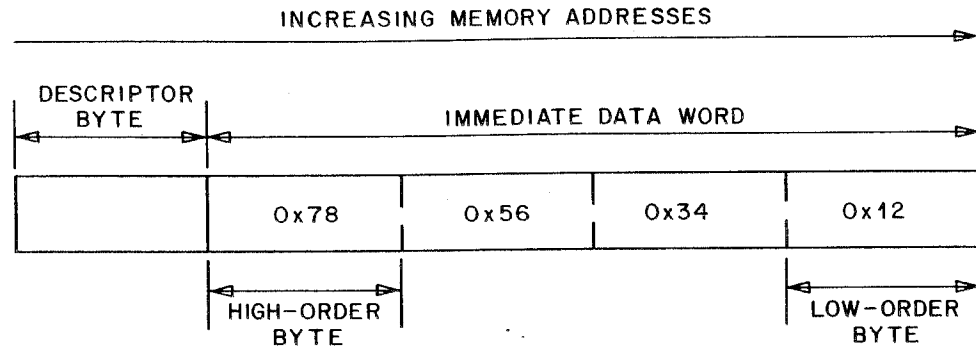 INCREASING MEMORY ADDRESSES
DESCRIPTOR
BYTE
IMMEDIATE DATA WORD
0x78 0x56 0x34 0x12
HIGH-ORDER
BYTE
LOW-ORDER
BYTE